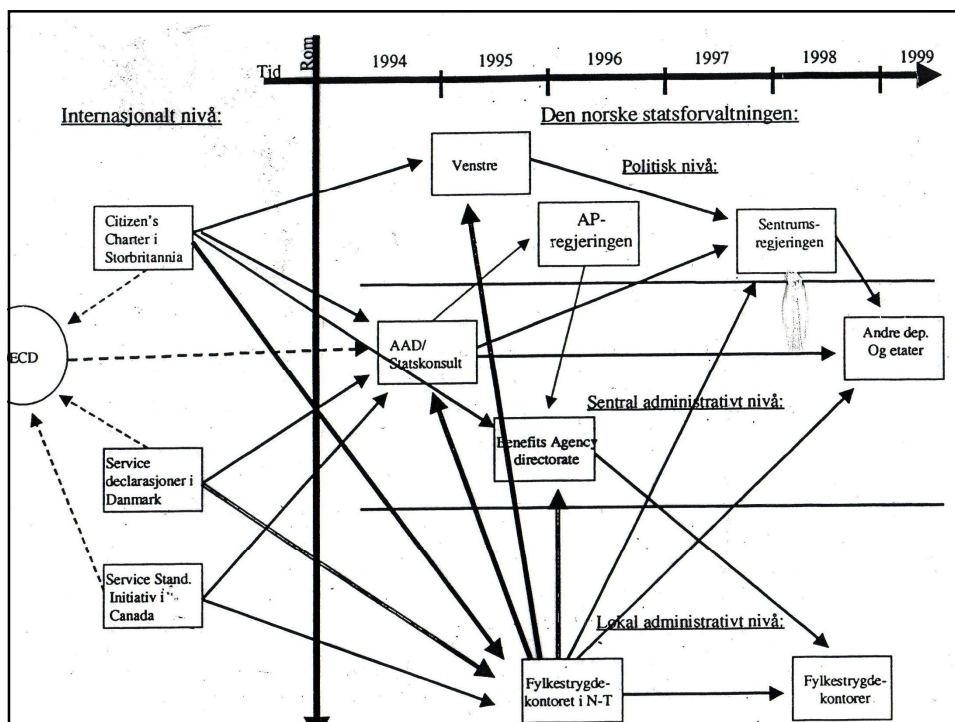 Tid
Rom
1994
1995
1996
1997
1998
1999
Internasjonalt nivå:
Den norske statsforvaltningen:
Venstre
Politisk nivå:
Citizen's
Charter i
Storbritannia
AP-
regjeringen
Sentrums-
regjeringen
ECD
AAD/
Statskonsult
Andre dep.
Og etater
Sentral administrativt nivå:
Benefits Agency
directorate
Service
declarasjoner i
Danmark
Service Stand.
Initiativ i
Canada
Lokal administrativt nivå:
Fylkestrygde-
kontoret i N-T
Fylkestrygde-
kontorer